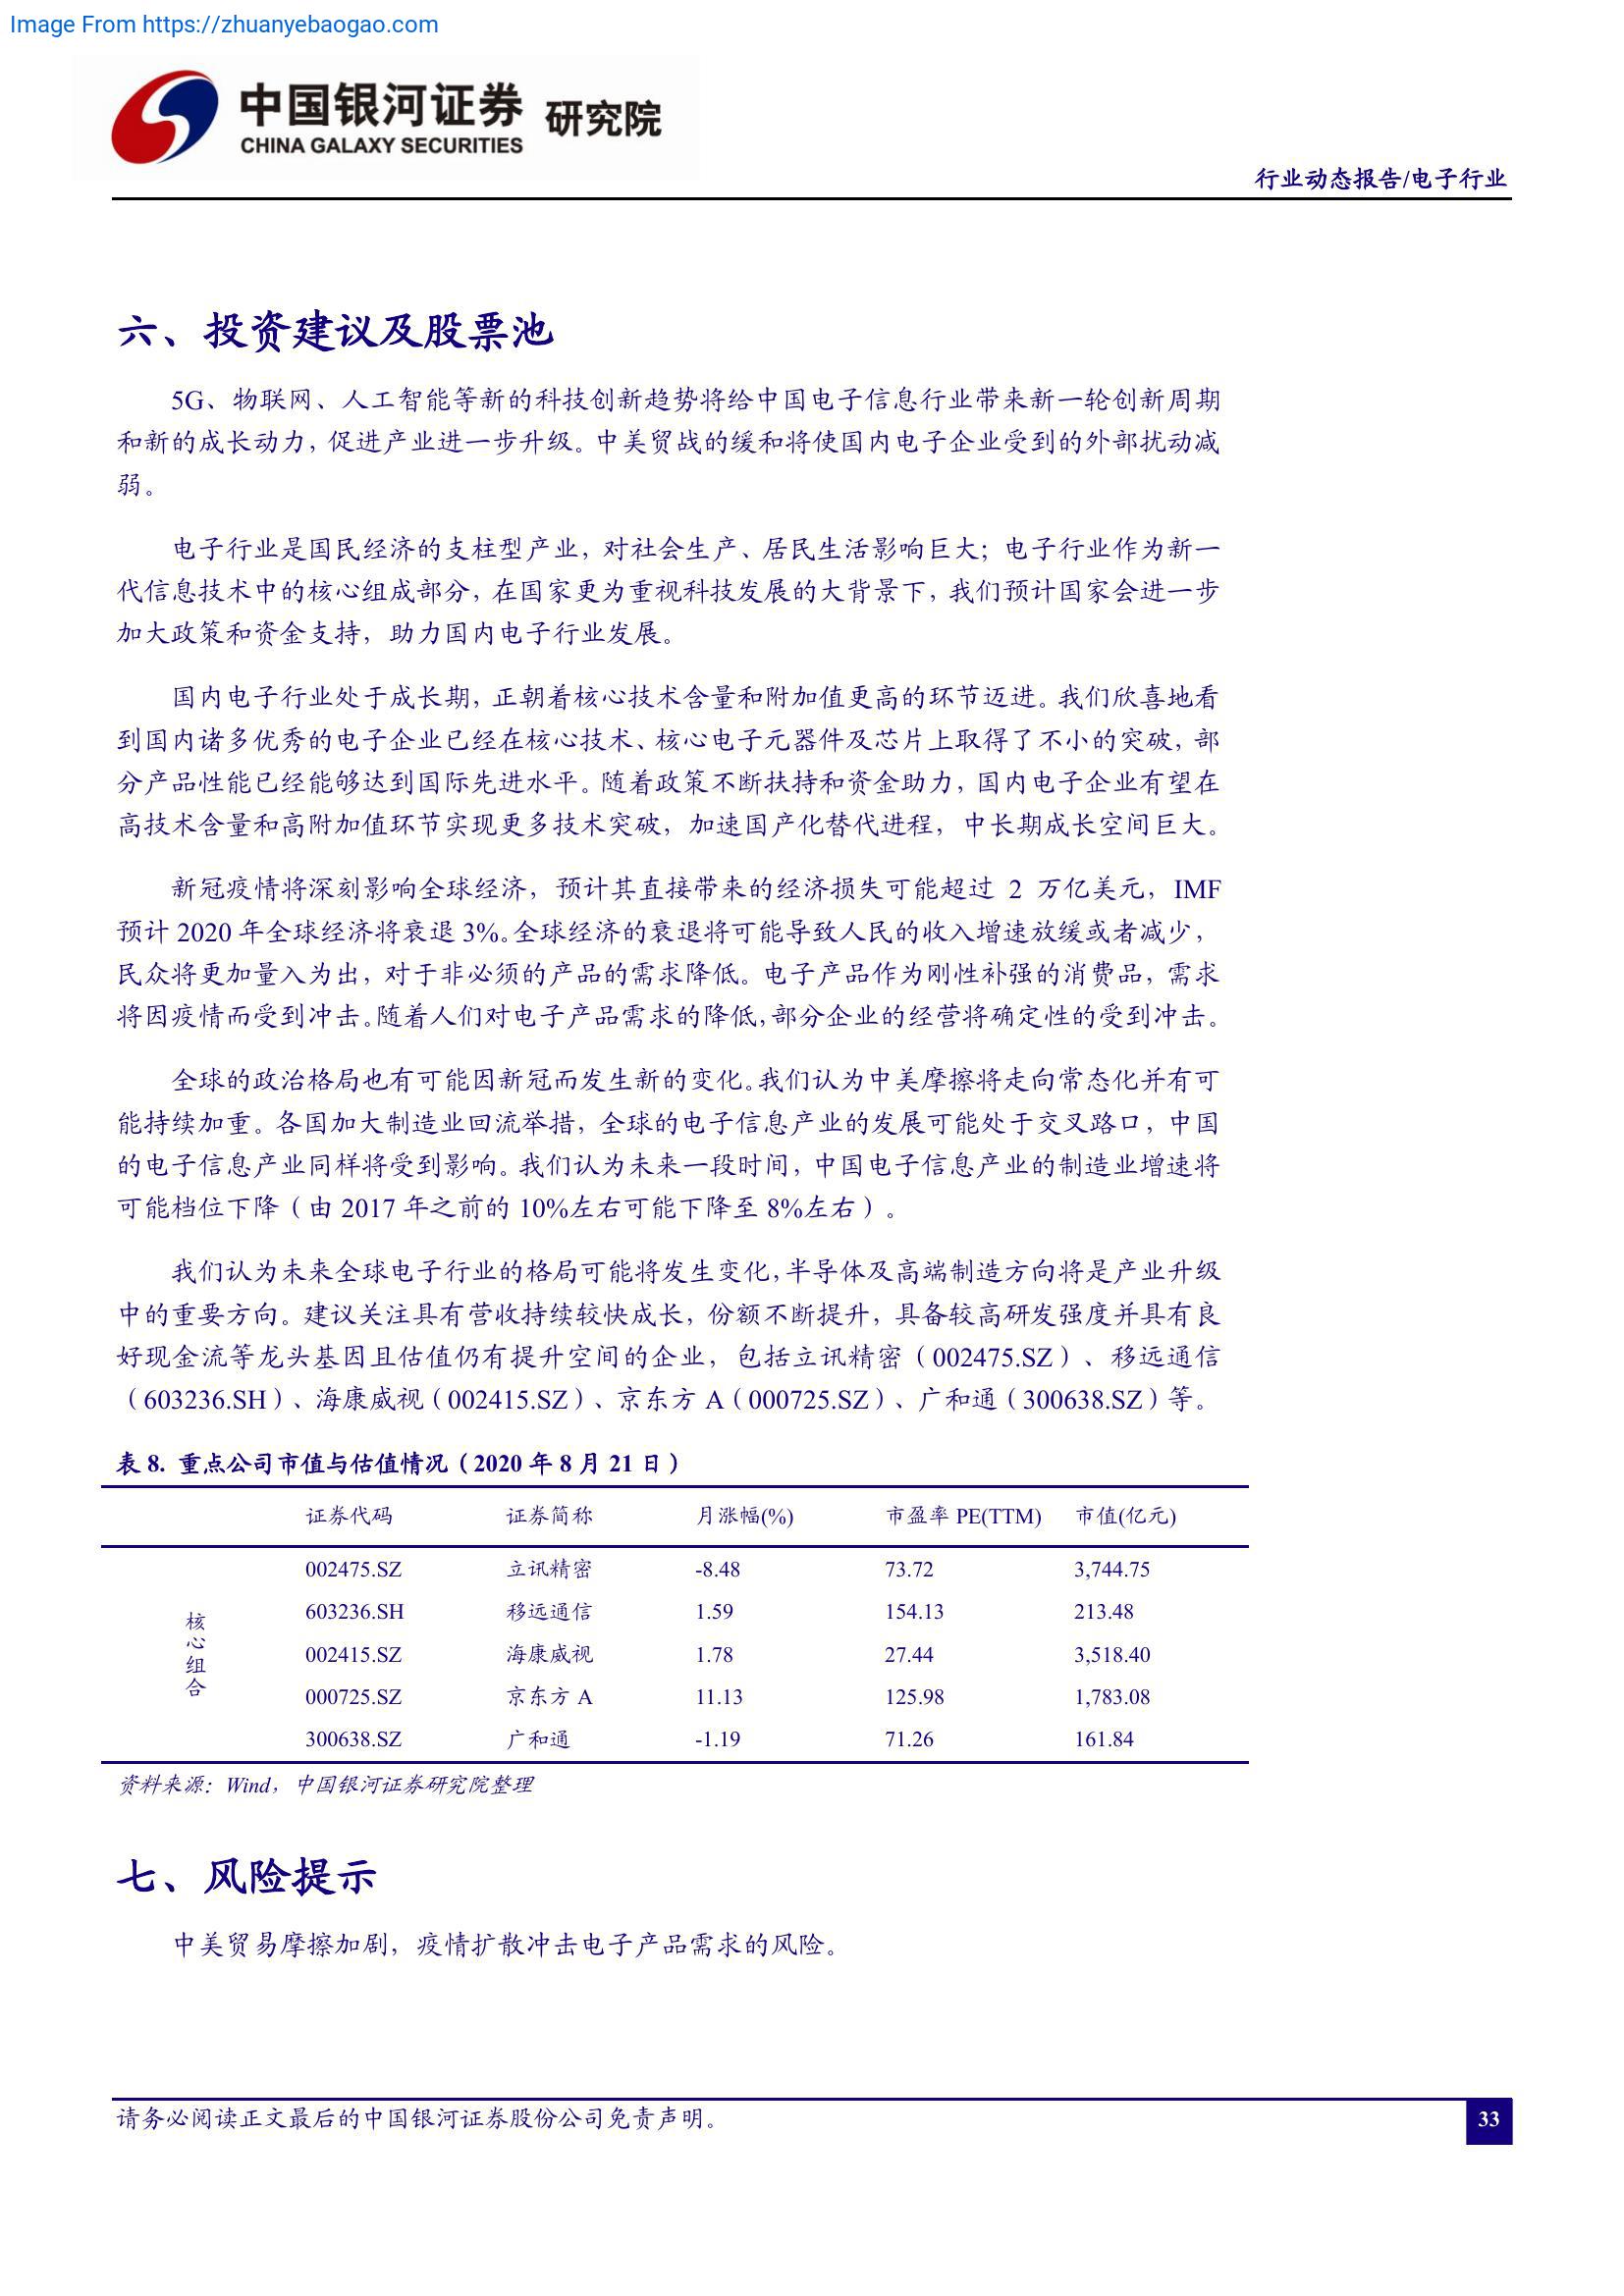 Image From https://zhuanyebaogao.com
中国银河证券 研究院
CHINA GALAXY SECURITIES
行业动态报告/电子行业
六、投资建议及股票池
5G、物联网、人工智能等新的科技创新趋势将给中国电子信息行业带来新一轮创新周期
和新的成长动力，促进产业进一步升级。中美贸战的缓和将使国内电子企业受到的外部扰动减
弱。
电子行业是国民经济的支柱型产业，对社会生产、居民生活影响巨大；电子行业作为新一
代信息技术中的核心组成部分，在国家更为重视科技发展的大背景下，我们预计国家会进一步
加大政策和资金支持，助力国内电子行业发展。
国内电子行业处于成长期，正朝着核心技术含量和附加值更高的环节迈进。我们欣喜地看
到国内诸多优秀的电子企业已经在核心技术、核心电子元器件及芯片上取得了不小的突破，部
分产品性能已经能够达到国际先进水平。随着政策不断扶持和资金助力，国内电子企业有望在
高技术含量和高附加值环节实现更多技术突破，加速国产化替代进程，中长期成长空间巨大。
新冠疫情将深刻影响全球经济，预计其直接带来的经济损失可能超过 2 万亿美元，IMF
预计 2020 年全球经济将衰退 3%。全球经济的衰退将可能导致人民的收入增速放缓或者减少，
民众将更加量入为出，对于非必须的产品的需求降低。电子产品作为刚性补强的消费品，需求
将因疫情而受到冲击。随着人们对电子产品需求的降低，部分企业的经营将确定性的受到冲击。
全球的政治格局也有可能因新冠而发生新的变化。我们认为中美摩擦将走向常态化并有可
能持续加重。各国加大制造业回流举措，全球的电子信息产业的发展可能处于交叉路口，中国
的电子信息产业同样将受到影响。我们认为未来一段时间，中国电子信息产业的制造业增速将
可能档位下降（由 2017 年之前的 10%左右可能下降至 8%左右）。
我们认为未来全球电子行业的格局可能将发生变化，半导体及高端制造方向将是产业升级
中的重要方向。建议关注具有营收持续较快成长，份额不断提升，具备较高研发强度并具有良
好现金流等龙头基因且估值仍有提升空间的企业，包括立讯精密（002475.SZ）、移远通信
（603236.SH）、海康威视（002415.SZ）、京东方 A（000725.SZ）、广和通（300638.SZ）等。
表 8. 重点公司市值与估值情况（2020 年 8 月 21 日）
证券代码 证券简称 月涨幅(%) 市盈率 PE(TTM) 市值(亿元)
核心组合
002475.SZ 立讯精密 -8.48 73.72 3,744.75
603236.SH 移远通信 1.59 154.13 213.48
002415.SZ 海康威视 1.78 27.44 3,518.40
000725.SZ 京东方 A 11.13 125.98 1,783.08
300638.SZ 广和通 -1.19 71.26 161.84
资料来源：Wind，中国银河证券研究院整理
七、风险提示
中美贸易摩擦加剧，疫情扩散冲击电子产品需求的风险。
请务必阅读正文最后的中国银河证券股份公司免责声明。
33